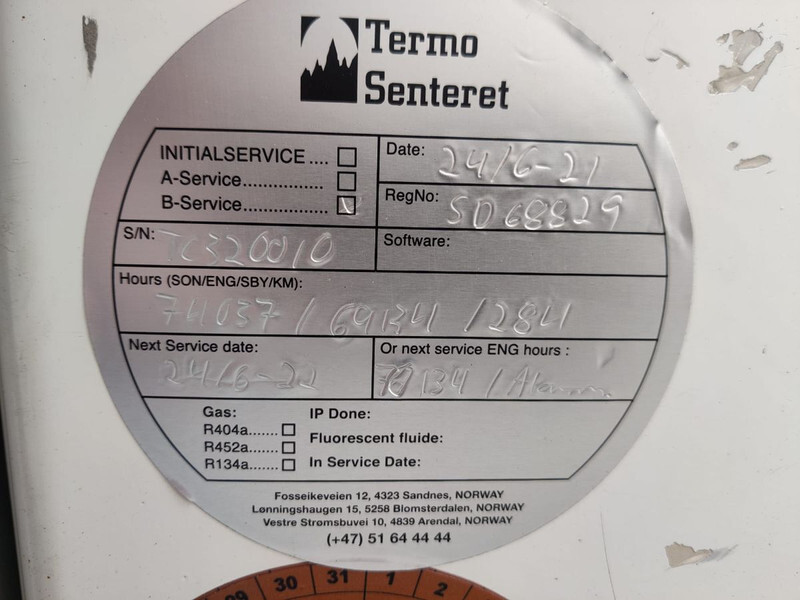 Termo
Senteret
INITIALSERVICE ....
A-Service..................
B-Service..................
Date: 24/6-21
RegNo: SD68829
S/N: TC320010
Software:
Hours (SON/ENG/SBY/KM):
74037 / 69134 / 2841
Next Service date:
24/6-22
Or next service ENG hours :
Gas:
R404a.......
R452a.......
R134a.......
IP Done:
Fluorescent fluide:
In Service Date:
Fosseikeveien 12, 4323 Sandnes, NORWAY
Lønningshaugen 15, 5258 Blomsterdalen, NORWAY
Vestre Strømsbuvei 10, 4839 Arendal, NORWAY
(+47) 51 64 44 44
29 30 31 1 2